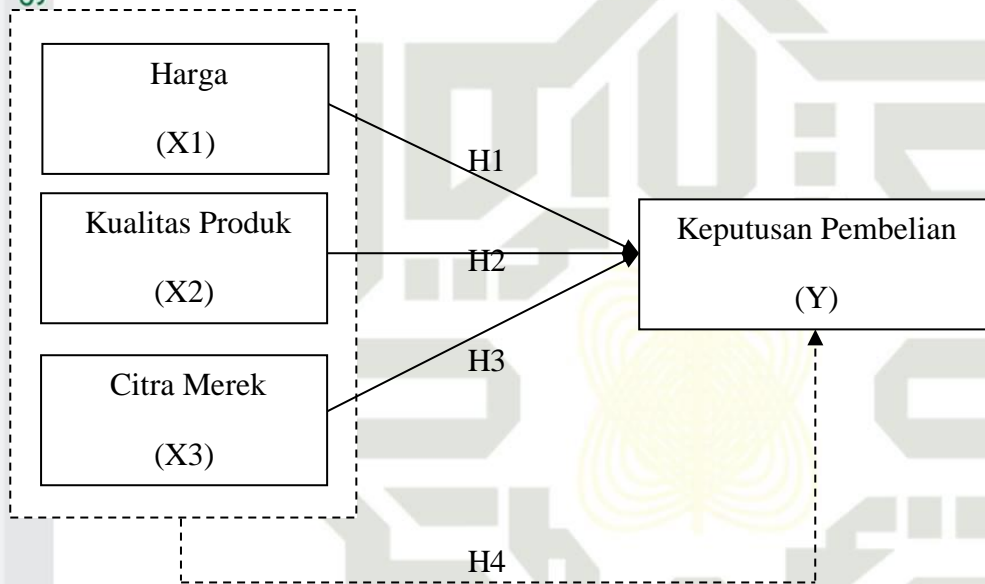 Harga
(X1)
H1
Kualitas Produk
(X2)
H2
Keputusan Pembelian
(Y)
Citra Merek
(X3)
H3
H4